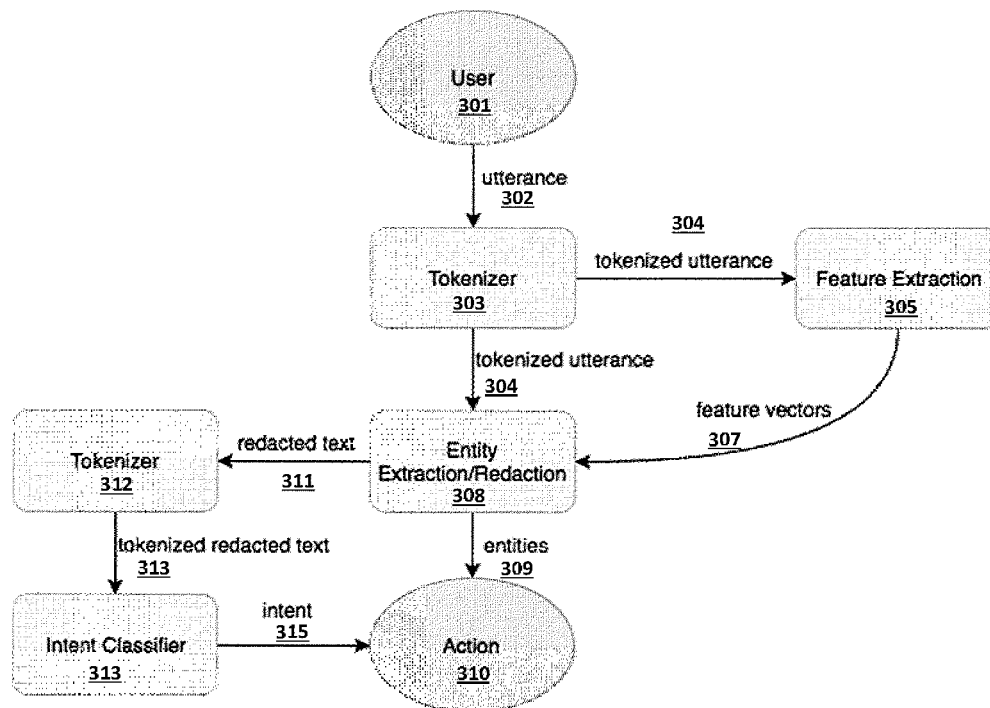 User
301
utterance
302
304
tokenized utterance
Tokenizer
303
Feature Extraction
305
tokenized utterance
304
feature vectors
307
redacted text
311
Tokenizer
312
Entity
Extraction/Redaction
308
tokenized redacted text
313
entities
309
intent
315
Intent Classifier
313
Action
310